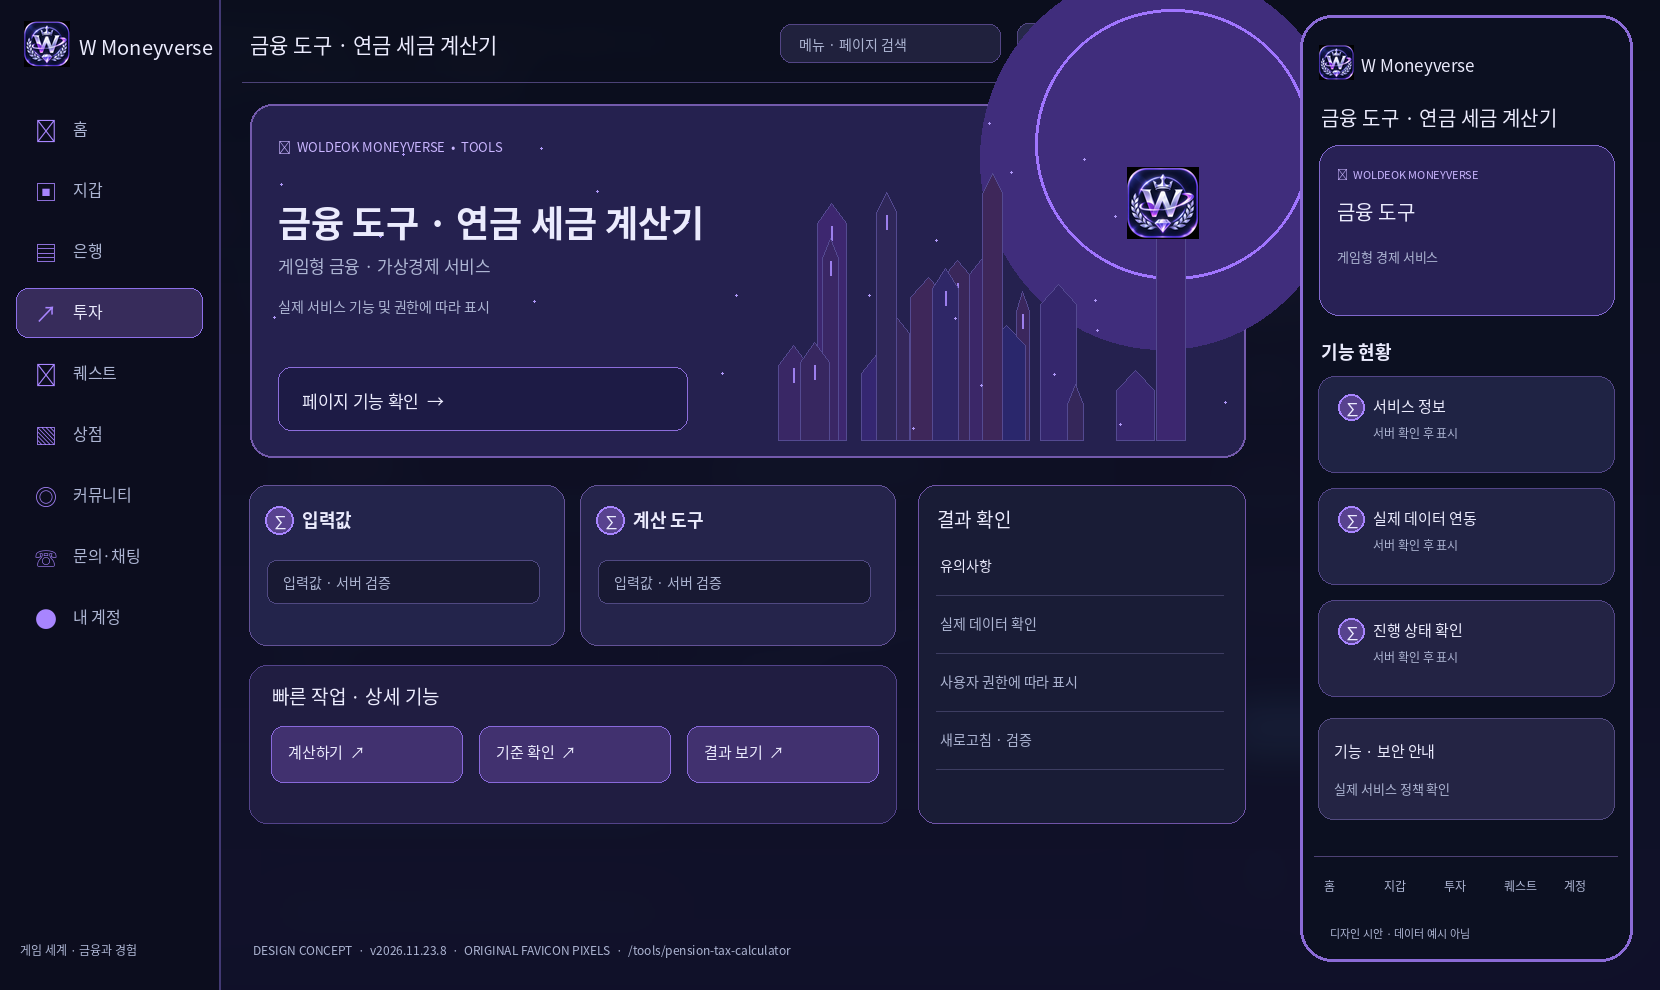 W Moneyverse
홈
지갑
은행
투자
퀘스트
상점
커뮤니티
문의·채팅
내 계정
게임 세계 · 금융과 경험
금융 도구 · 연금 세금 계산기
메뉴 · 페이지 검색
WOLDEOK MONEYVERSE • TOOLS
금융 도구 · 연금 세금 계산기
게임형 금융 · 가상경제 서비스
실제 서비스 기능 및 권한에 따라 표시
페이지 기능 확인 →
∑ 입력값
입력값 · 서버 검증
∑ 계산 도구
입력값 · 서버 검증
결과 확인
유의사항
실제 데이터 확인
사용자 권한에 따라 표시
새로고침 · 검증
빠른 작업 · 상세 기능
계산하기 ↗
기준 확인 ↗
결과 보기 ↗
DESIGN CONCEPT · v2026.11.23.8 · ORIGINAL FAVICON PIXELS · /tools/pension-tax-calculator
W Moneyverse
금융 도구 · 연금 세금 계산기
WOLDEOK MONEYVERSE
금융 도구
게임형 경제 서비스
기능 현황
∑ 서비스 정보
서버 확인 후 표시
∑ 실제 데이터 연동
서버 확인 후 표시
∑ 진행 상태 확인
서버 확인 후 표시
기능 · 보안 안내
실제 서비스 정책 확인
홈 지갑 투자 퀘스트 계정
디자인 시안 · 데이터 예시 아님